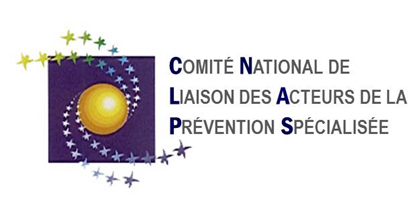 COMITÉ NATIONAL DE
LIAISON DES ACTEURS DE LA
PRÉVENTION SPÉCIALISÉE